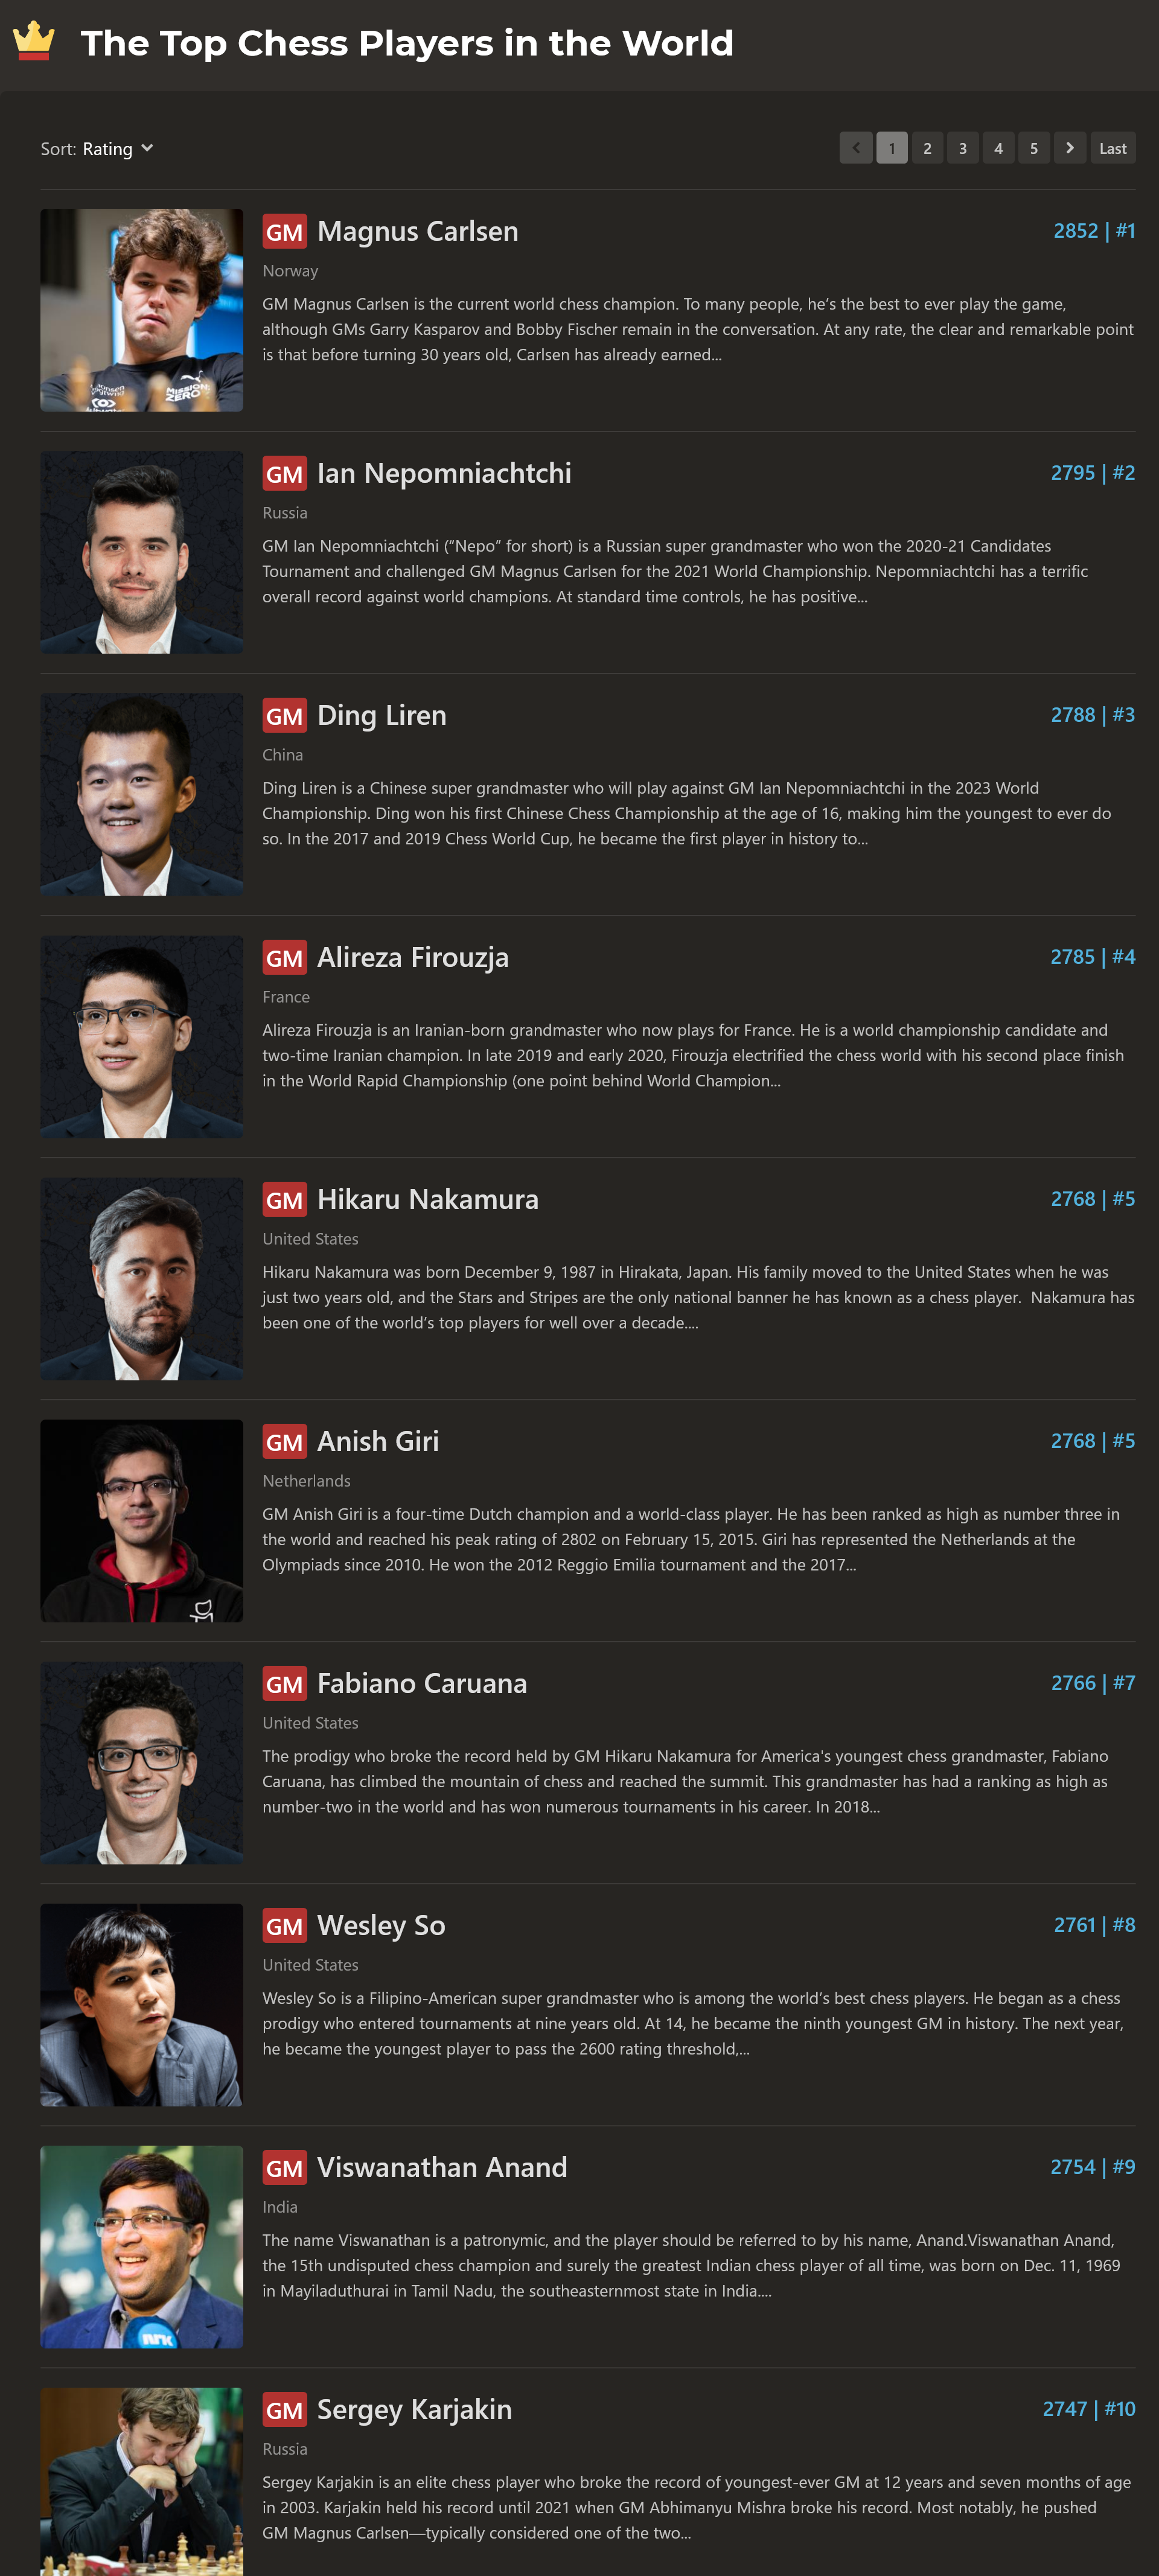 The Top Chess Players in the World
Sort: Rating
1 2 3 4 5 Last
GM Magnus Carlsen 2852 | #1
Norway
GM Magnus Carlsen is the current world chess champion. To many people, he’s the best to ever play the game,
although GMs Garry Kasparov and Bobby Fischer remain in the conversation. At any rate, the clear and remarkable point
is that before turning 30 years old, Carlsen has already earned...
MISSION
ZERO
GM Ian Nepomniachtchi 2795 | #2
Russia
GM Ian Nepomniachtchi (“Nepo” for short) is a Russian super grandmaster who won the 2020-21 Candidates
Tournament and challenged GM Magnus Carlsen for the 2021 World Championship. Nepomniachtchi has a terrific
overall record against world champions. At standard time controls, he has positive...
GM Ding Liren 2788 | #3
China
Ding Liren is a Chinese super grandmaster who will play against GM Ian Nepomniachtchi in the 2023 World
Championship. Ding won his first Chinese Chess Championship at the age of 16, making him the youngest to ever do
so. In the 2017 and 2019 Chess World Cup, he became the first player in history to...
GM Alireza Firouzja 2785 | #4
France
Alireza Firouzja is an Iranian-born grandmaster who now plays for France. He is a world championship candidate and
two-time Iranian champion. In late 2019 and early 2020, Firouzja electrified the chess world with his second place finish
in the World Rapid Championship (one point behind World Champion...
GM Hikaru Nakamura 2768 | #5
United States
Hikaru Nakamura was born December 9, 1987 in Hirakata, Japan. His family moved to the United States when he was
just two years old, and the Stars and Stripes are the only national banner he has known as a chess player.  Nakamura has
been one of the world’s top players for well over a decade....
GM Anish Giri 2768 | #5
Netherlands
GM Anish Giri is a four-time Dutch champion and a world-class player. He has been ranked as high as number three in
the world and reached his peak rating of 2802 on February 15, 2015. Giri has represented the Netherlands at the
Olympiads since 2010. He won the 2012 Reggio Emilia tournament and the 2017...
GM Fabiano Caruana 2766 | #7
United States
The prodigy who broke the record held by GM Hikaru Nakamura for America's youngest chess grandmaster, Fabiano
Caruana, has climbed the mountain of chess and reached the summit. This grandmaster has had a ranking as high as
number-two in the world and has won numerous tournaments in his career. In 2018...
GM Wesley So 2761 | #8
United States
Wesley So is a Filipino-American super grandmaster who is among the world’s best chess players. He began as a chess
prodigy who entered tournaments at nine years old. At 14, he became the ninth youngest GM in history. The next year,
he became the youngest player to pass the 2600 rating threshold,...
GM Viswanathan Anand 2754 | #9
India
The name Viswanathan is a patronymic, and the player should be referred to by his name, Anand.Viswanathan Anand,
the 15th undisputed chess champion and surely the greatest Indian chess player of all time, was born on Dec. 11, 1969
in Mayiladuthurai in Tamil Nadu, the southeasternmost state in India....
NRK
GM Sergey Karjakin 2747 | #10
Russia
Sergey Karjakin is an elite chess player who broke the record of youngest-ever GM at 12 years and seven months of age
in 2003. Karjakin held his record until 2021 when GM Abhimanyu Mishra broke his record. Most notably, he pushed
GM Magnus Carlsen—typically considered one of the two...